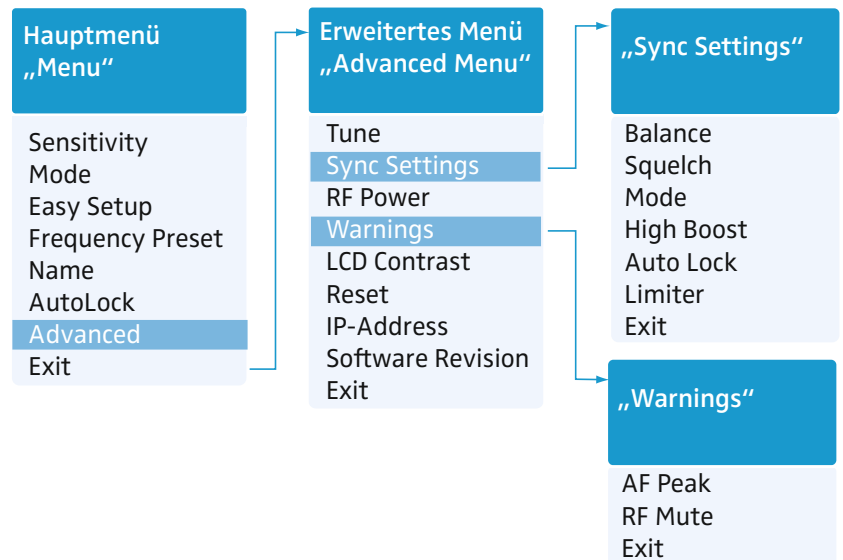 Hauptmenü
„Menu“
Sensitivity
Mode
Easy Setup
Frequency Preset
Name
AutoLock
Advanced
Exit
Erweitertes Menü
„Advanced Menu“
Tune
Sync Settings
RF Power
Warnings
LCD Contrast
Reset
IP-Address
Software Revision
Exit
„Sync Settings“
Balance
Squelch
Mode
High Boost
Auto Lock
Limiter
Exit
„Warnings“
AF Peak
RF Mute
Exit